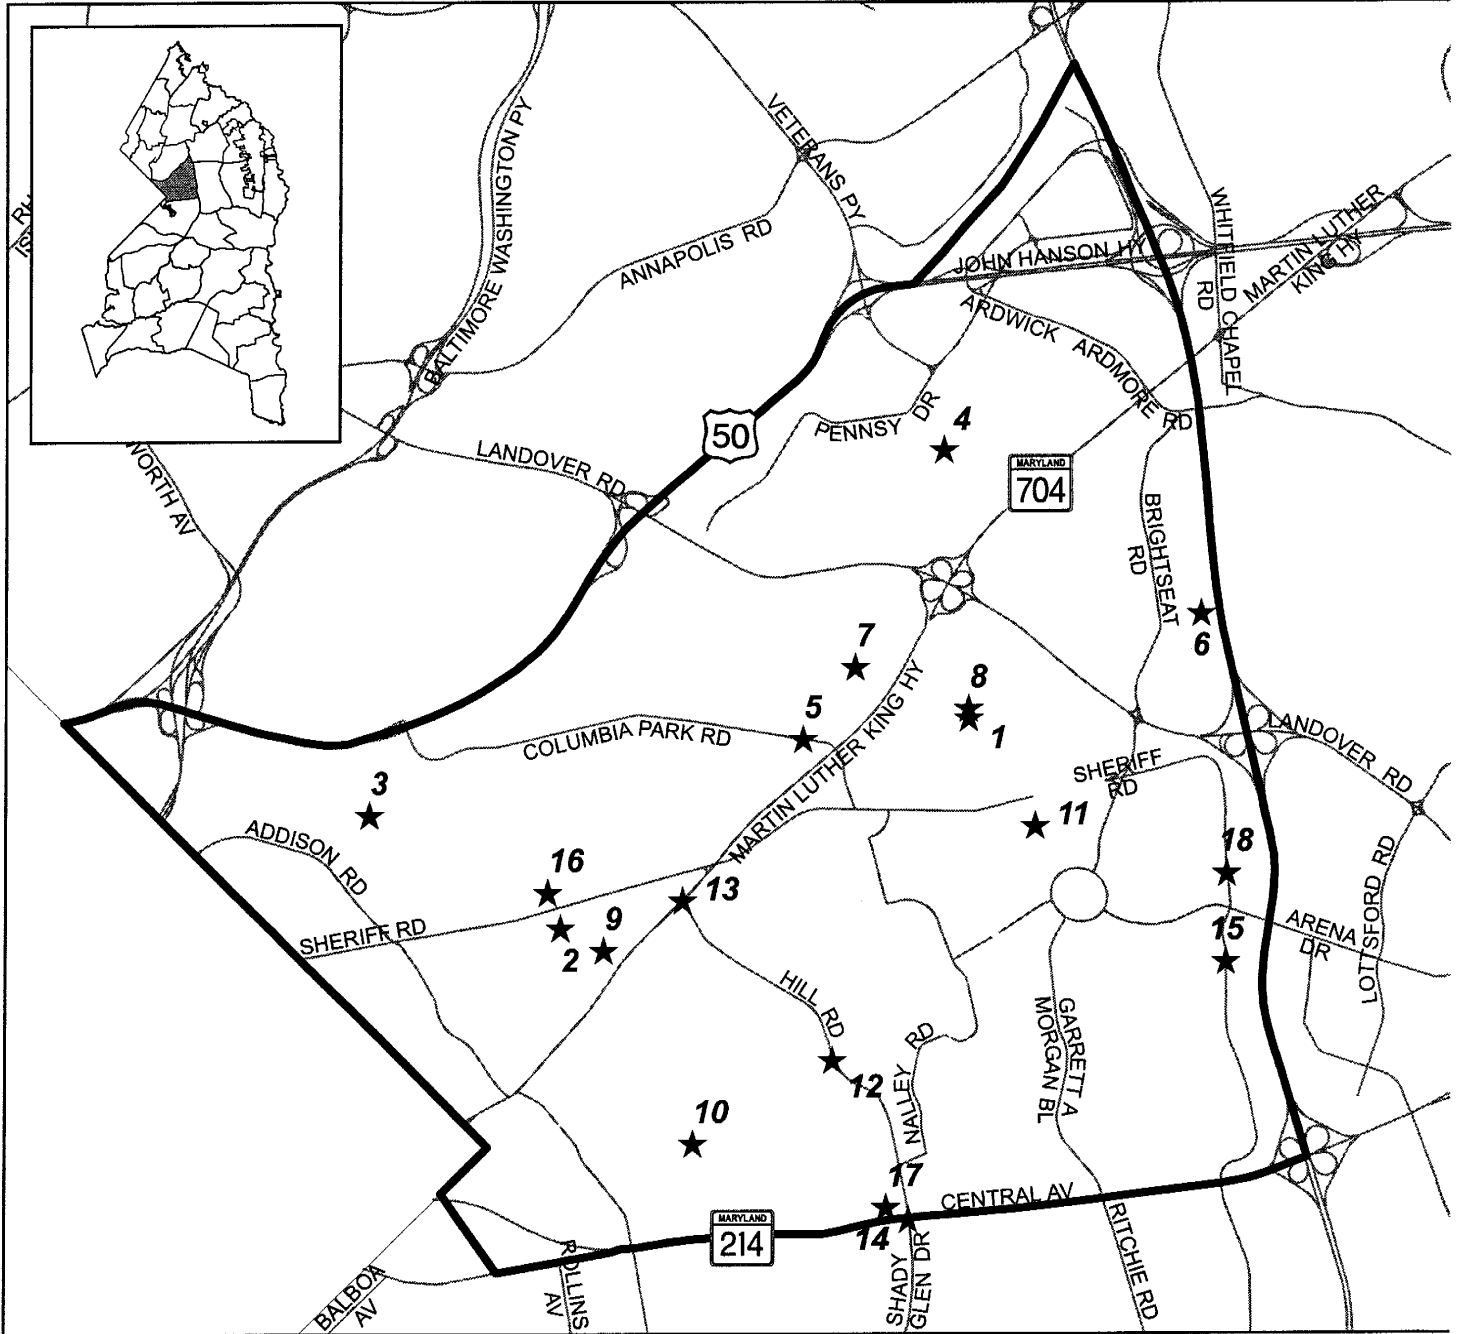 VETERANS PY
BALTIMORE WASHINGTON PY
ANNAPOLIS RD
JOHN HANSON HY
WHITFIELD CHAPEL
RD
MARTIN LUTHER
KING HY
ARDWICK ARDMORE RD
PENNSY DR
4
50
LANDOVER RD
MARYLAND
704
WORTH AV
BRIGHTSEAT
RD
6
7
8
1
5
COLUMBIA PARK RD
MARTIN LUTHER KING HY
LANDOVER RD
SHERIFF
RD
3
11
ADDISON RD
16
13
18
LOTTSFORD RD
SHERIFF RD
9
2
15
ARENA
DR
HILL RD
NALLEY RD
GARRETT A
MORGAN BL
12
10
17
CENTRAL AV
14
MARYLAND
214
SHADY
GLEN DR
RITCHIE RD
ROLLINS
AV
BALBOA
AV